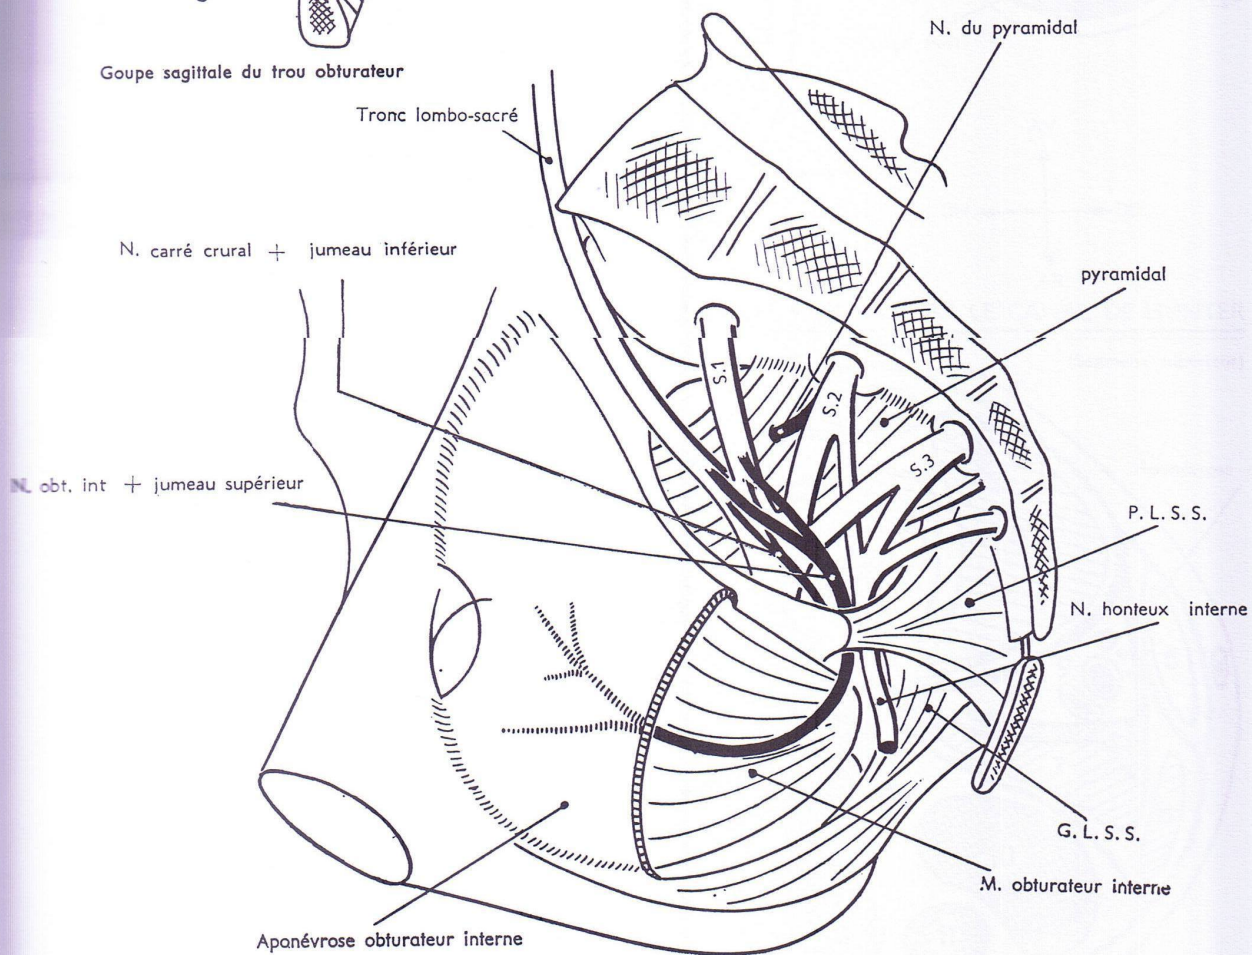 Goupe sagittale du trou obturateur
N. du pyramidal
Tronc lombo-sacré
N. carré crural + jumeau inférieur
pyramidal
S.1
S.2
S.3
N. obt. int + jumeau supérieur
P. L. S. S.
N. honteux interne
G. L. S. S.
M. obturateur interne
Aponévrose obturateur interne